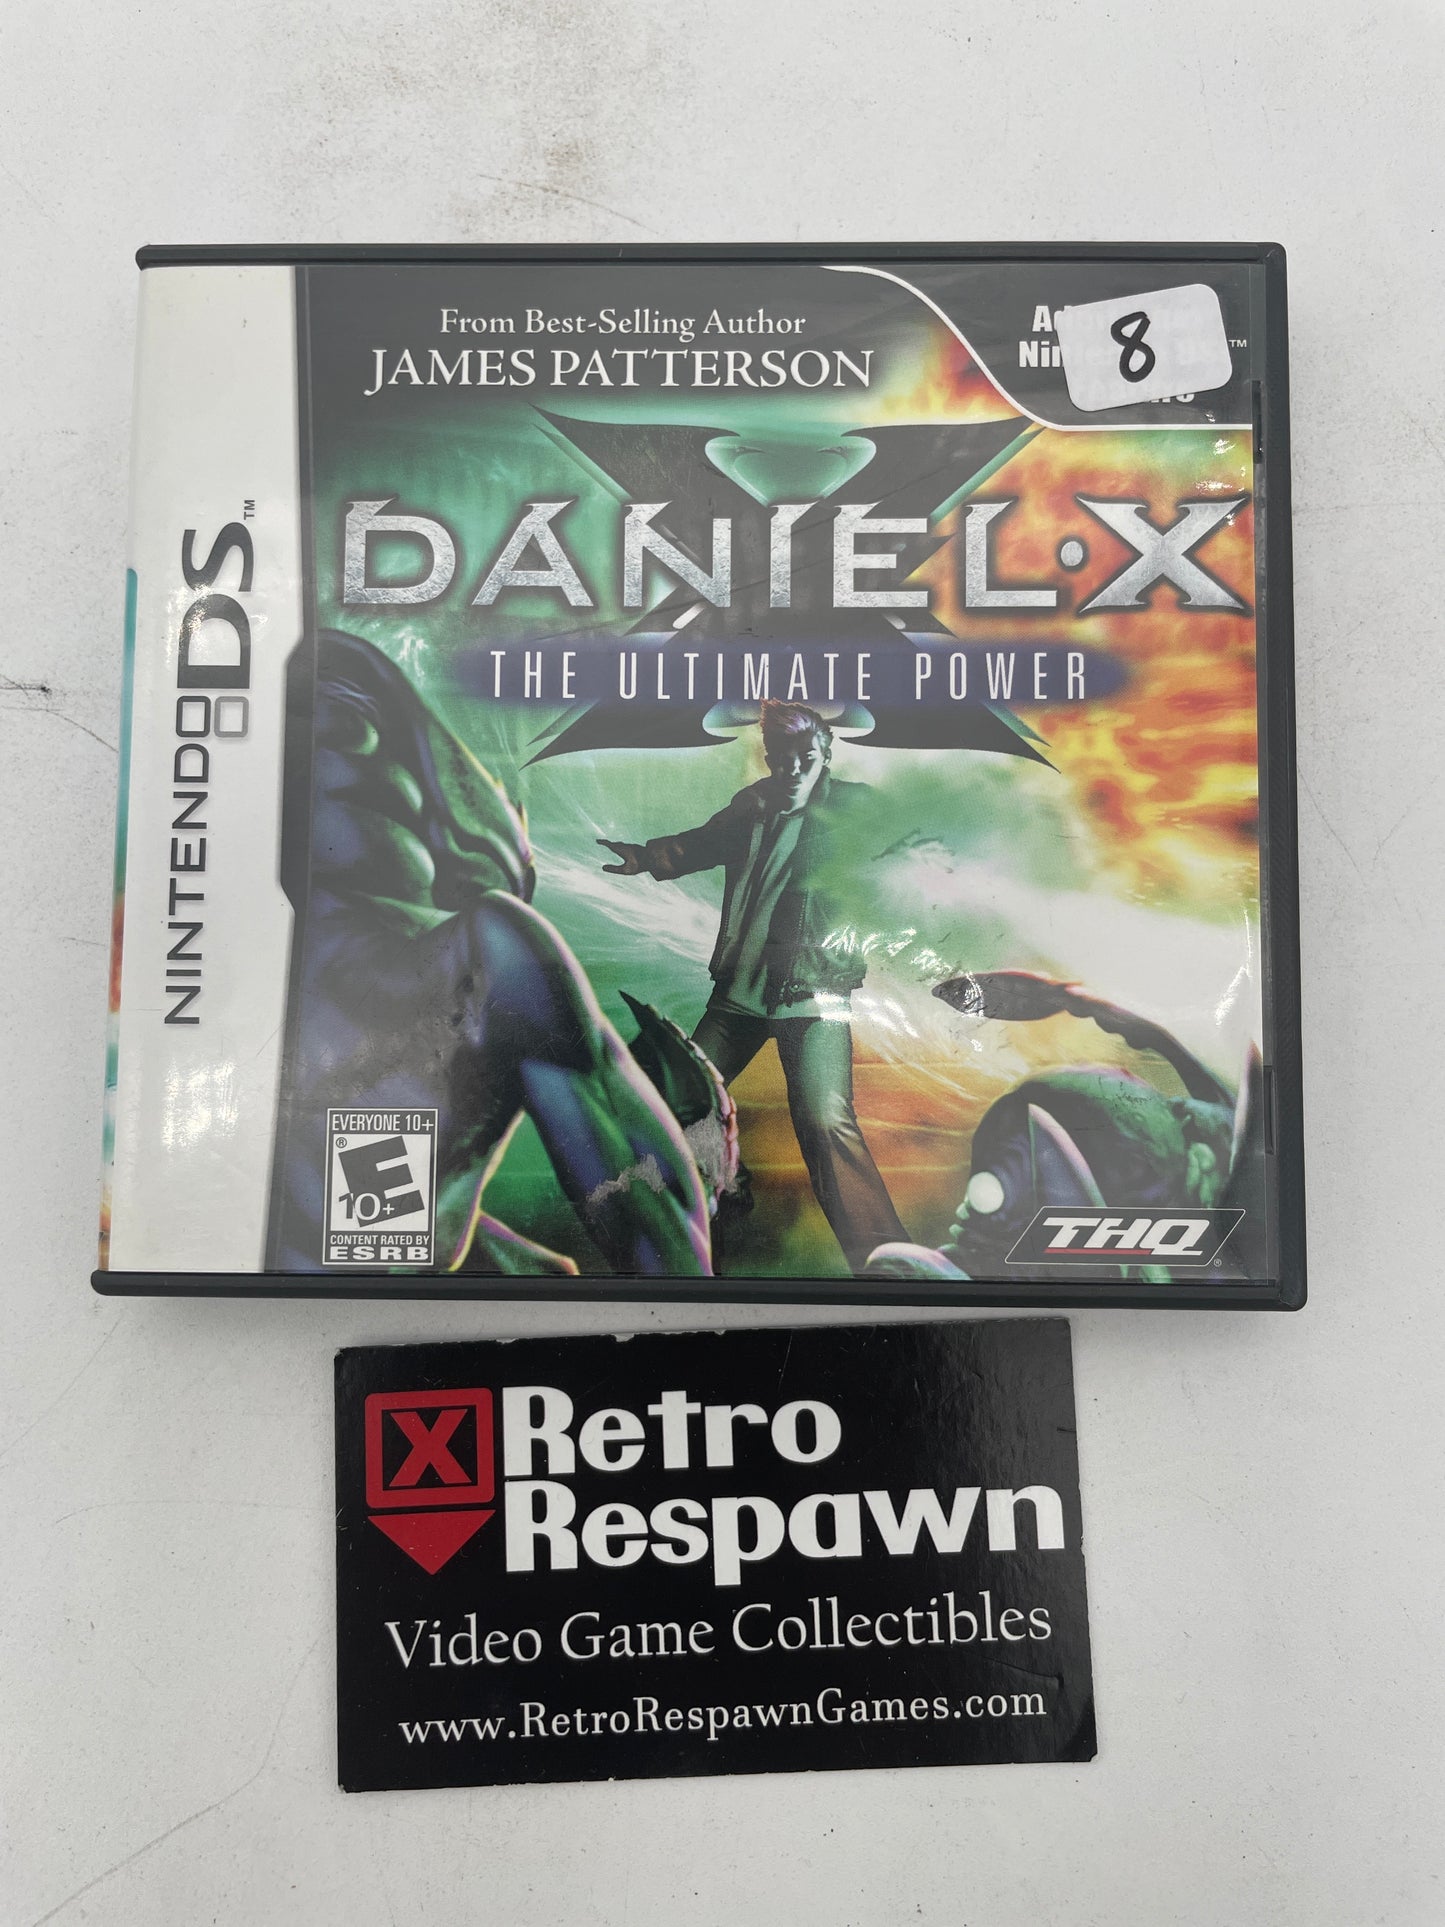 From Best-Selling Author
JAMES PATTERSON
8
DANIEL·X
THE ULTIMATE POWER
NINTENDO DS™
EVERYONE 10+
E
10+
®
CONTENT RATED BY
ESRB
THQ®
X Retro
Respawn
Video Game Collectibles
www.RetroRespawnGames.com